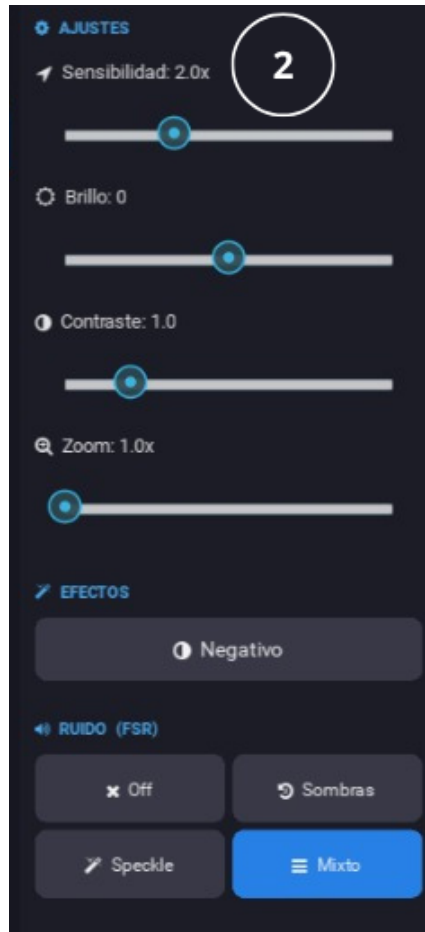 AJUSTES
Sensibilidad: 2.0x
2
Brillo: 0
Contraste: 1.0
Zoom: 1.0x
EFECTOS
Negativo
RUIDO (FSR)
Off
Sombras
Speckle
Mixto